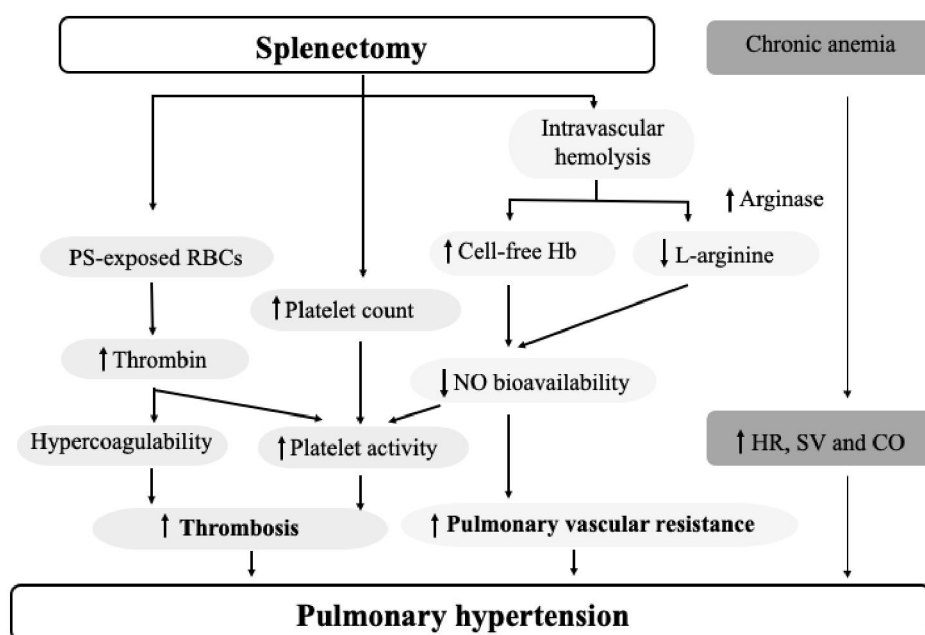 Splenectomy
Chronic anemia
Intravascular
hemolysis
↑ Arginase
PS-exposed RBCs
↑ Cell-free Hb
↓ L-arginine
↑ Platelet count
↑ Thrombin
↓ NO bioavailability
Hypercoagulability
↑ Platelet activity
↑ HR, SV and CO
↑ Thrombosis
↑ Pulmonary vascular resistance
Pulmonary hypertension